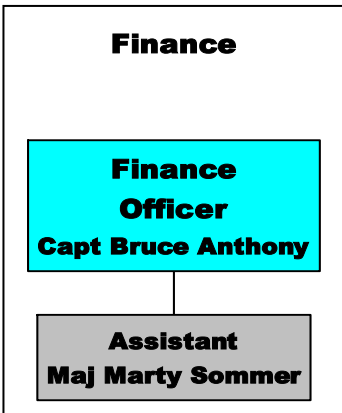 Finance
Finance
Officer
Capt Bruce Anthony
Assistant
Maj Marty Sommer